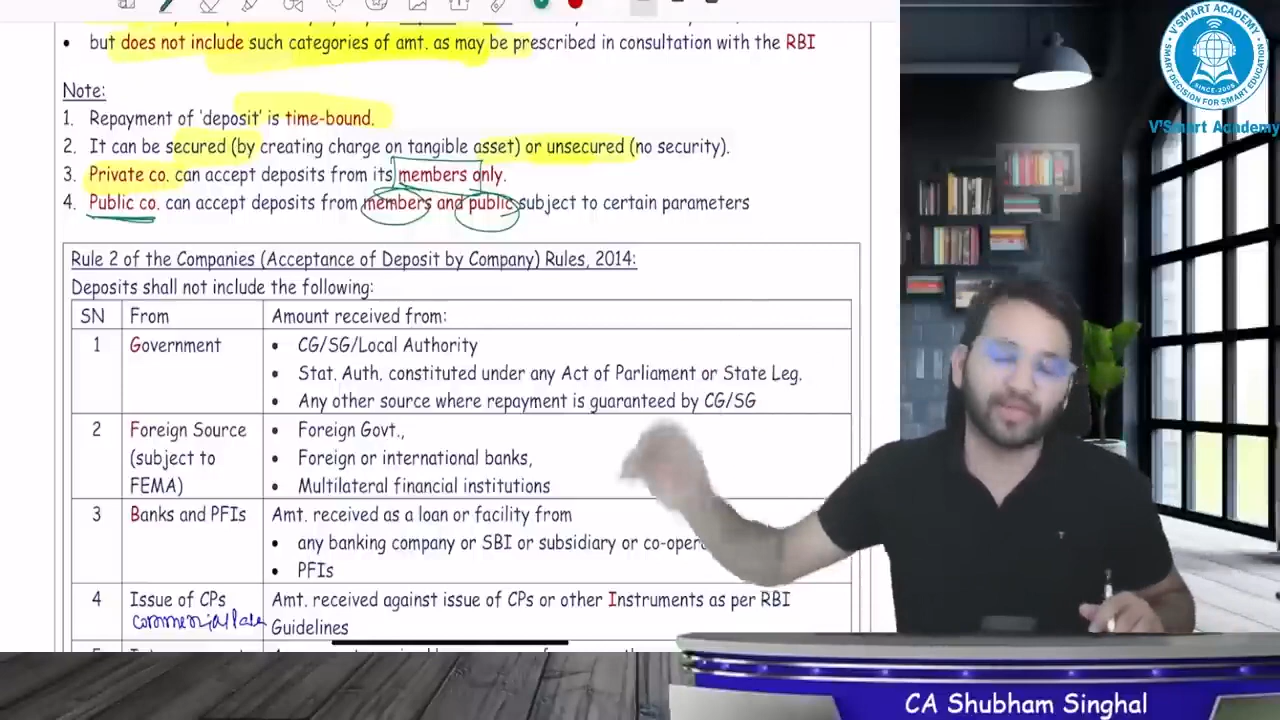 but does not include such categories of amt. as may be prescribed in consultation with the RBI
Note:
1. Repayment of 'deposit' is time-bound.
2. It can be secured (by creating charge on tangible asset) or unsecured (no security).
3. Private co. can accept deposits from its members only.
4. Public co. can accept deposits from members and public subject to certain parameters
Rule 2 of the Companies (Acceptance of Deposit by Company) Rules, 2014:
Deposits shall not include the following:
SN From Amount received from:
1 Government • CG/SG/Local Authority
• Stat. Auth. constituted under any Act of Parliament or State Leg.
• Any other source where repayment is guaranteed by CG/SG
2 Foreign Source • Foreign Govt.,
(subject to • Foreign or international banks,
FEMA) • Multilateral financial institutions
3 Banks and PFIs Amt. received as a loan or facility from
• any banking company or SBI or subsidiary or
• PFIs
4 Issue of CPs Amt. received against issue of CPs or other Instruments as per RBI
Guidelines
V'SMART ACADEMY
SINCE-2005
SMART DECISION FOR SMART EDUCATION
V'Smart Academy
CA Shubham Singhal